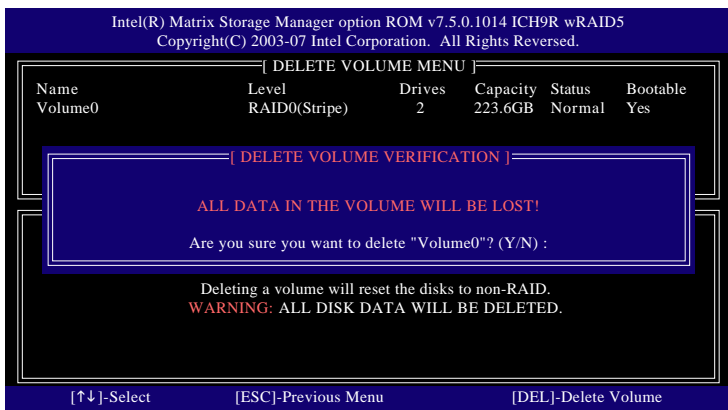 Intel(R) Matrix Storage Manager option ROM v7.5.0.1014 ICH9R wRAID5
Copyright(C) 2003-07 Intel Corporation. All Rights Reversed.
[ DELETE VOLUME MENU ]
Name Level Drives Capacity Status Bootable
Volume0 RAID0(Stripe) 2 223.6GB Normal Yes
[ DELETE VOLUME VERIFICATION ]
ALL DATA IN THE VOLUME WILL BE LOST!
Are you sure you want to delete "Volume0"? (Y/N) :
Deleting a volume will reset the disks to non-RAID.
WARNING: ALL DISK DATA WILL BE DELETED.
[↑↓]-Select [ESC]-Previous Menu [DEL]-Delete Volume